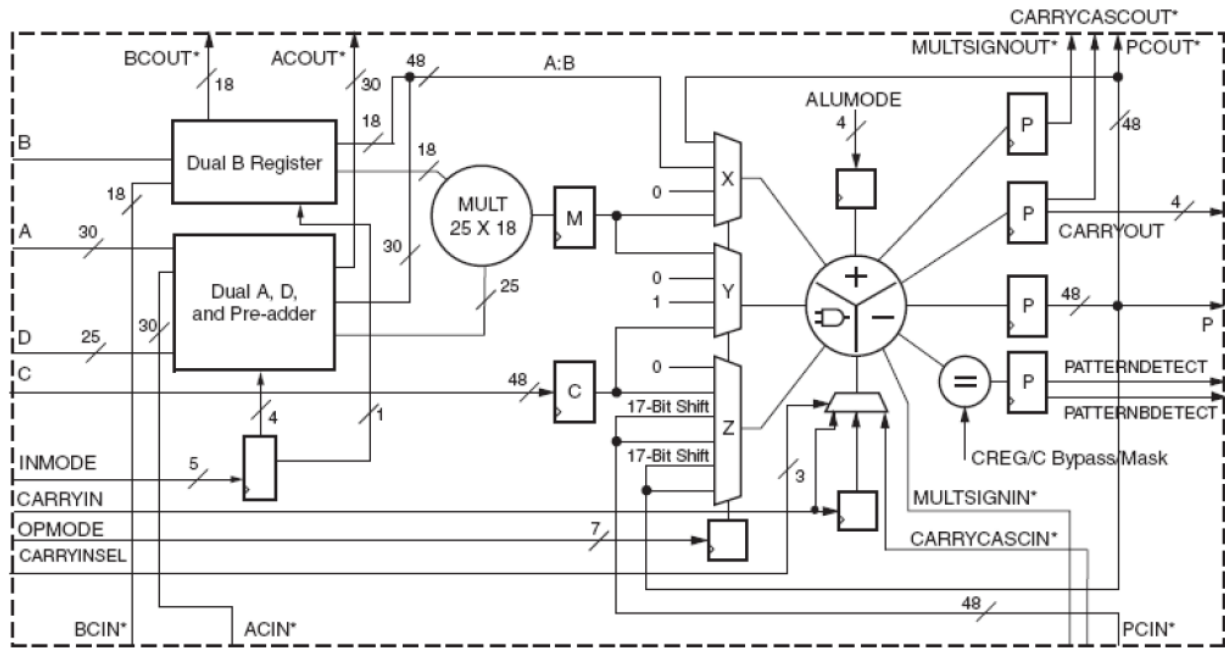 CARRYCASCOUT*
BCOUT*
ACOUT*
MULTSIGNOUT*
PCOUT*
18
30
48
A:B
ALUMODE
4
48
P
B
Dual B Register
18
18
MULT
25 X 18
M
0
X
18
A
30
30
P
4
CARRYOUT
Dual A, D,
and Pre-adder
25
0
1
Y
+
−
P
48
P
D
25
30
C
48
C
0
17-Bit Shift
Z
17-Bit Shift
=
P
PATTERNDETECT
PATTERNBDETECT
4
1
CREG/C Bypass/Mask
INMODE
5
3
CARRYIN
MULTSIGNIN*
OPMODE
7
CARRYCASCIN*
CARRYINSEL
48
BCIN*
ACIN*
PCIN*